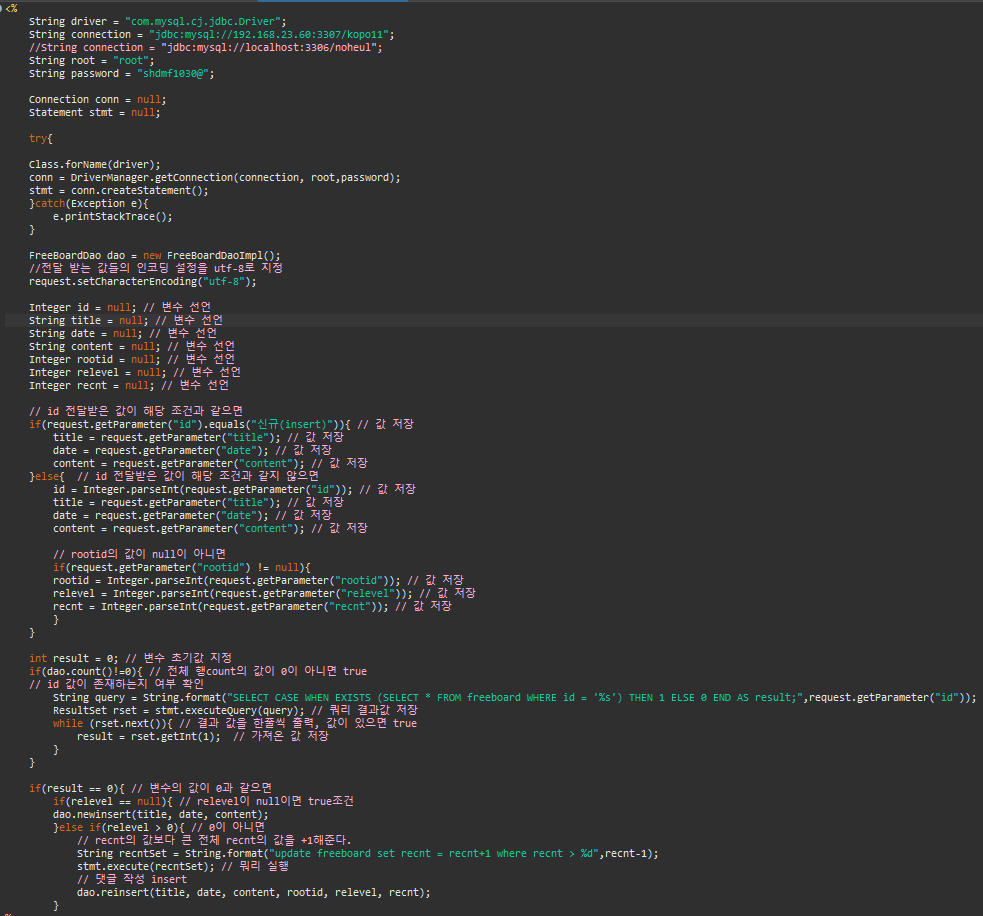 <%
String driver = "com.mysql.cj.jdbc.Driver";
String connection = "jdbc:mysql://192.168.23.60:3307/kopo11";
//String connection = "jdbc:mysql://localhost:3306/noheul";
String root = "root";
String password = "shdmf1030@";
Connection conn = null;
Statement stmt = null;
try{
Class.forName(driver);
conn = DriverManager.getConnection(connection, root,password);
stmt = conn.createStatement();
}catch(Exception e){
e.printStackTrace();
}
FreeBoardDao dao = new FreeBoardDaoImpl();
//전달 받는 값들의 인코딩 설정을 utf-8로 지정
request.setCharacterEncoding("utf-8");
Integer id = null; // 변수 선언
String title = null; // 변수 선언
String date = null; // 변수 선언
String content = null; // 변수 선언
Integer rootid = null; // 변수 선언
Integer relevel = null; // 변수 선언
Integer recnt = null; // 변수 선언
// id 전달받은 값이 해당 조건과 같으면
if(request.getParameter("id").equals("신규(insert)")){ // 값 저장
title = request.getParameter("title"); // 값 저장
date = request.getParameter("date"); // 값 저장
content = request.getParameter("content"); // 값 저장
}else{ // id 전달받은 값이 해당 조건과 같지 않으면
id = Integer.parseInt(request.getParameter("id")); // 값 저장
title = request.getParameter("title"); // 값 저장
date = request.getParameter("date"); // 값 저장
content = request.getParameter("content"); // 값 저장
// rootid의 값이 null이 아니면
if(request.getParameter("rootid") != null){
rootid = Integer.parseInt(request.getParameter("rootid")); // 값 저장
relevel = Integer.parseInt(request.getParameter("relevel")); // 값 저장
recnt = Integer.parseInt(request.getParameter("recnt")); // 값 저장
}
}
int result = 0; // 변수 초기값 지정
if(dao.count()!=0){ // 전체 행count의 값이 0이 아니면 true
// id 값이 존재하는지 여부 확인
String query = String.format("SELECT CASE WHEN EXISTS (SELECT * FROM freeboard WHERE id = '%s') THEN 1 ELSE 0 END AS result;",request.getParameter("id"));
ResultSet rset = stmt.executeQuery(query); // 쿼리 결과값 저장
while (rset.next()){ // 결과 값을 한줄씩 출력, 값이 있으면 true
result = rset.getInt(1); // 가져온 값 저장
}
}
if(result == 0){ // 변수의 값이 0과 같으면
if(relevel == null){ // relevel이 null이면 true조건
dao.newinsert(title, date, content);
}else if(relevel > 0){ // 0이 아니면
// recnt의 값보다 큰 전체 recnt의 값을 +1해준다.
String recntSet = String.format("update freeboard set recnt = recnt+1 where recnt > %d",recnt-1);
stmt.execute(recntSet); // 쿼리 실행
// 댓글 작성 insert
dao.reinsert(title, date, content, rootid, relevel, recnt);
}